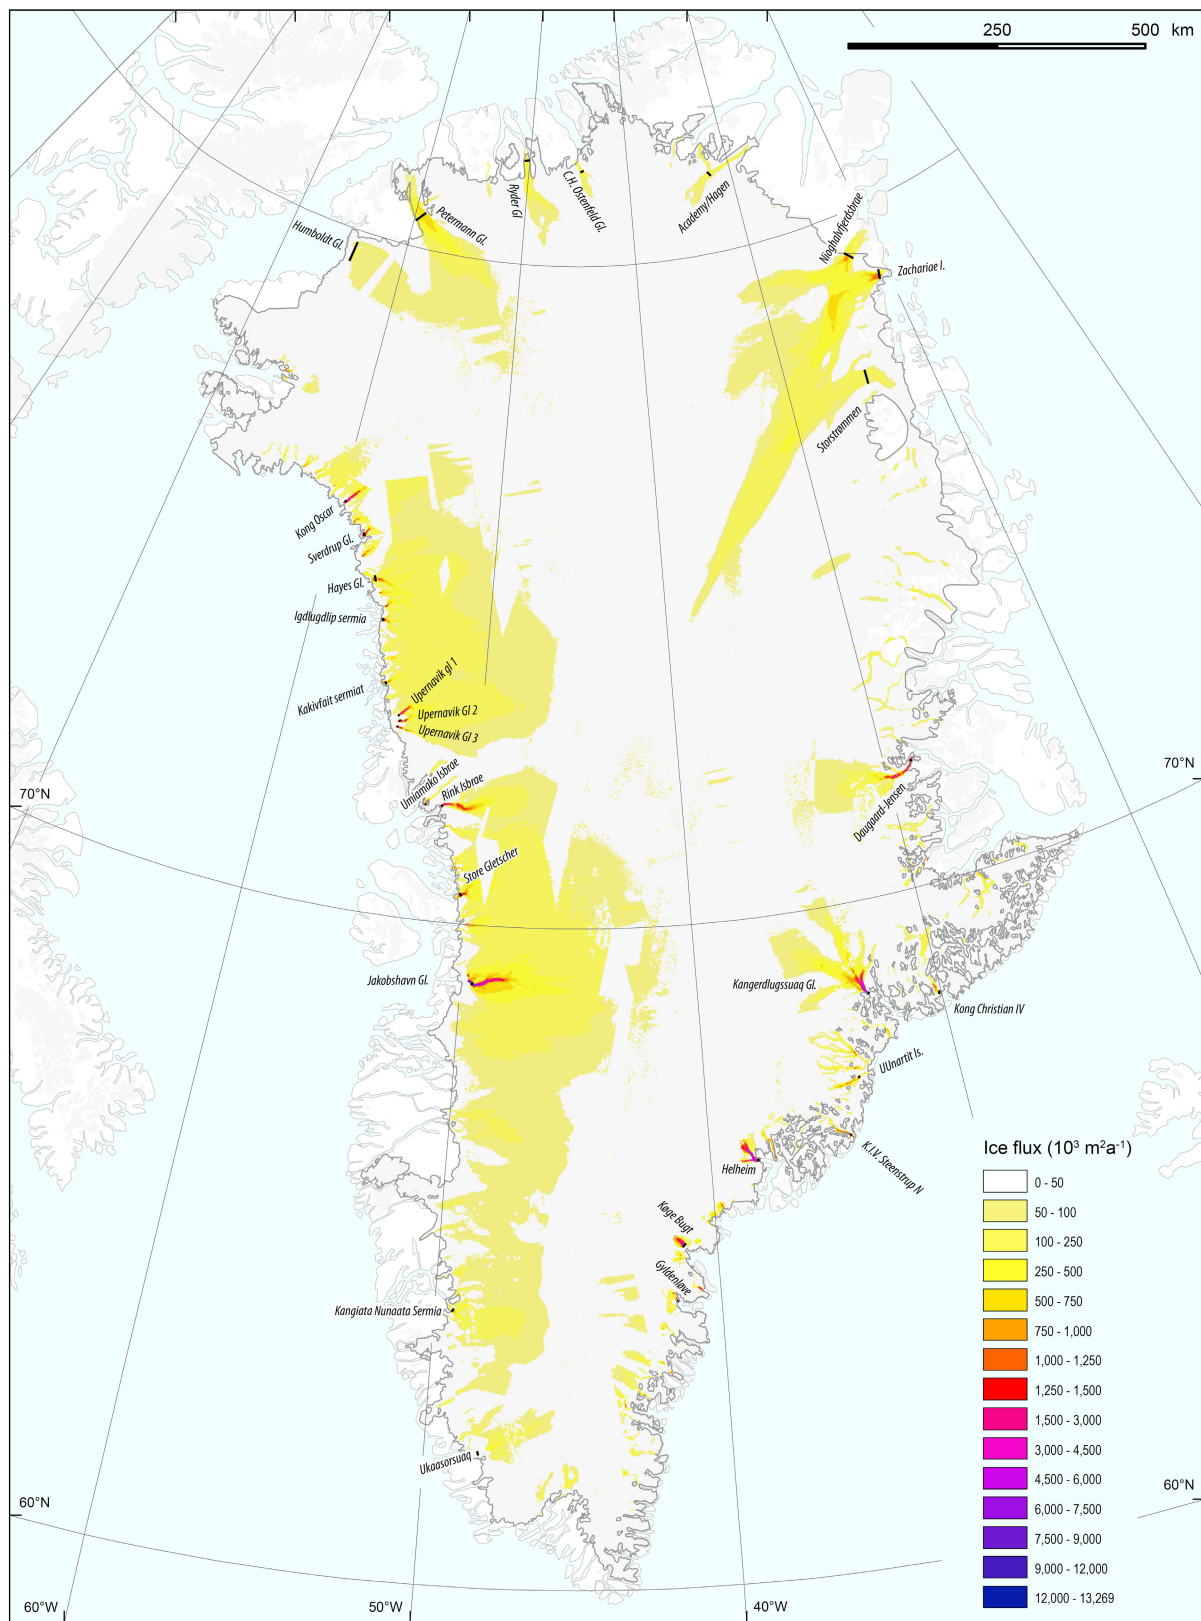 250 500 km
Ryder Gl
C.H. Ostenfeld Gl.
Academy/Hagen
Petermann Gl.
Humboldt Gl.
Nioghalvfjerdsbrae
Zachariae I.
Storstrømmen
Kong Oscar
Sverdrup Gl.
Hayes Gl.
Igdlugdlip sermia
Kakivfait sermiat
Upernavik gl 1
Upernavik Gl 2
Upernavik Gl 3
Umiamako Isbrae
Rink Isbrae
70°N
70°N
Daugaard-Jensen
Store Gletscher
Jakobshavn Gl.
Kangerdlugssuaq Gl.
Kong Christian IV
UUnartit Is.
K.I.V. Steenstrup N
Helheim
Køge Bugt
Gyldenløve
Kangiata Nunaata Sermia
Ukaasorsuaq
Ice flux (10³ m²a⁻¹)
0 - 50
50 - 100
100 - 250
250 - 500
500 - 750
750 - 1,000
1,000 - 1,250
1,250 - 1,500
1,500 - 3,000
3,000 - 4,500
4,500 - 6,000
6,000 - 7,500
7,500 - 9,000
9,000 - 12,000
12,000 - 13,269
60°N
60°N
60°W
50°W
40°W